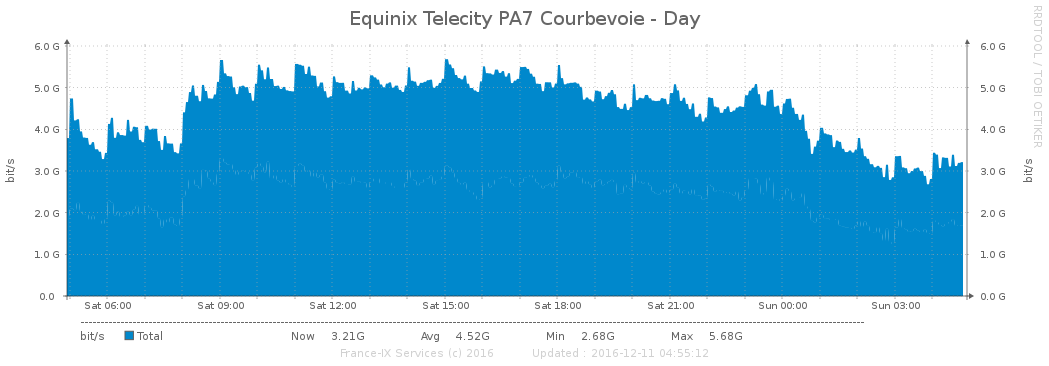 Equinix Telecity PA7 Courbevoie - Day
RRDTOOL / TOBI OETIKER
bit/s
bit/s
6.0 G 6.0 G
5.0 G 5.0 G
4.0 G 4.0 G
3.0 G 3.0 G
2.0 G 2.0 G
1.0 G 1.0 G
0.0 0.0 G
Sat 06:00 Sat 09:00 Sat 12:00 Sat 15:00 Sat 18:00 Sat 21:00 Sun 00:00 Sun 03:00
bit/s Total Now 3.21G Avg 4.52G Min 2.68G Max 5.68G
France-IX Services (c) 2016 Updated : 2016-12-11 04:55:12